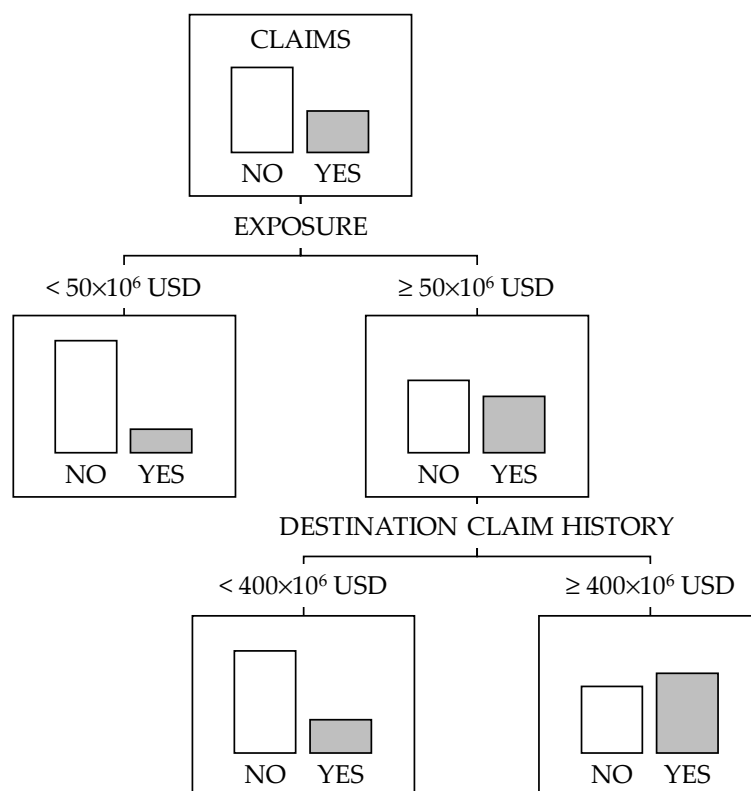 CLAIMS
NO YES
EXPOSURE
< 50×10⁶ USD ≥ 50×10⁶ USD
NO YES NO YES
DESTINATION CLAIM HISTORY
< 400×10⁶ USD ≥ 400×10⁶ USD
NO YES NO YES